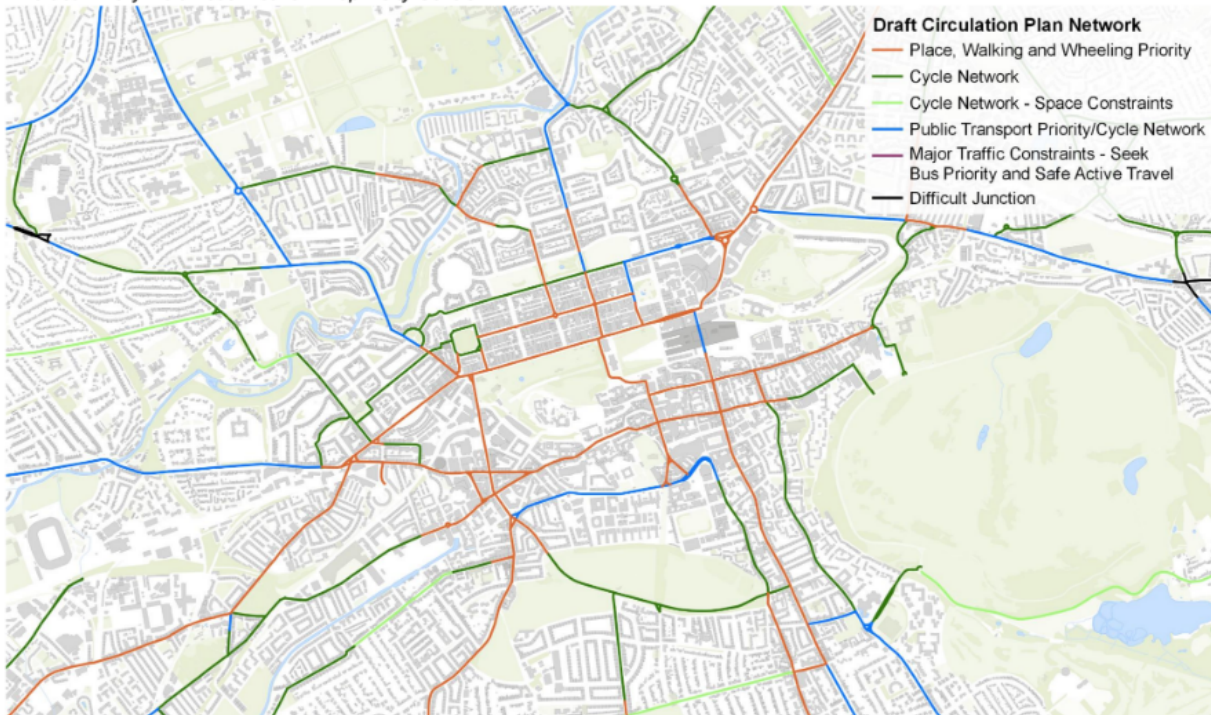 Draft Circulation Plan Network
Place, Walking and Wheeling Priority
Cycle Network
Cycle Network - Space Constraints
Public Transport Priority/Cycle Network
Major Traffic Constraints - Seek
Bus Priority and Safe Active Travel
Difficult Junction